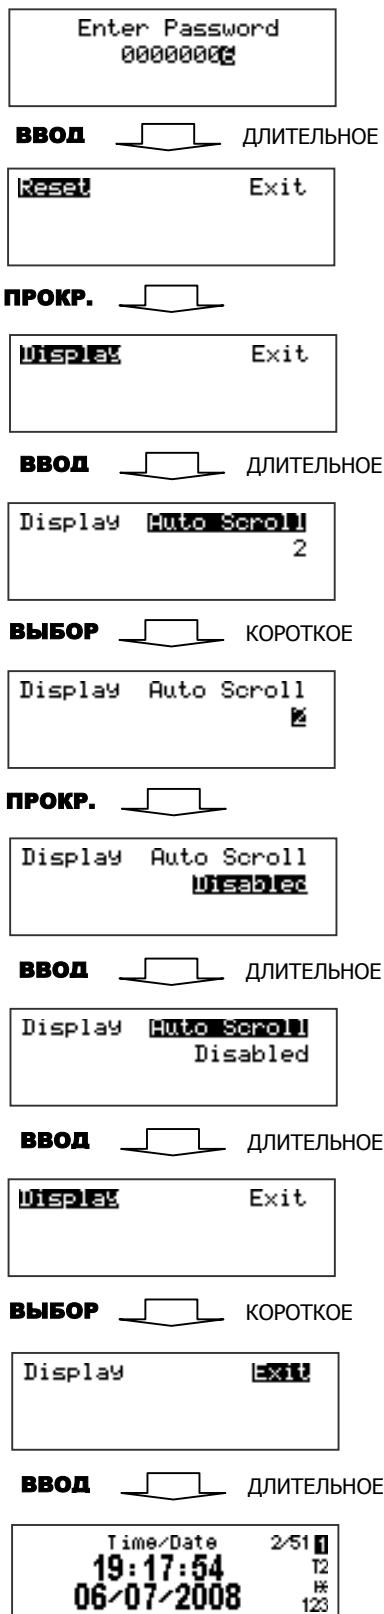 Enter Password
00000000
ВВОД ДЛИТЕЛЬНОЕ
Reset Exit
ПРОКР.
Display Exit
ВВОД ДЛИТЕЛЬНОЕ
Display Auto Scroll
2
ВЫБОР КОРОТКОЕ
Display Auto Scroll
2
ПРОКР.
Display Auto Scroll
Disabled
ВВОД ДЛИТЕЛЬНОЕ
Display Auto Scroll
Disabled
ВВОД ДЛИТЕЛЬНОЕ
Display Exit
ВЫБОР КОРОТКОЕ
Display Exit
ВВОД ДЛИТЕЛЬНОЕ
Time/Date 2/51 1
19:17:54 T2
06/07/2008
123